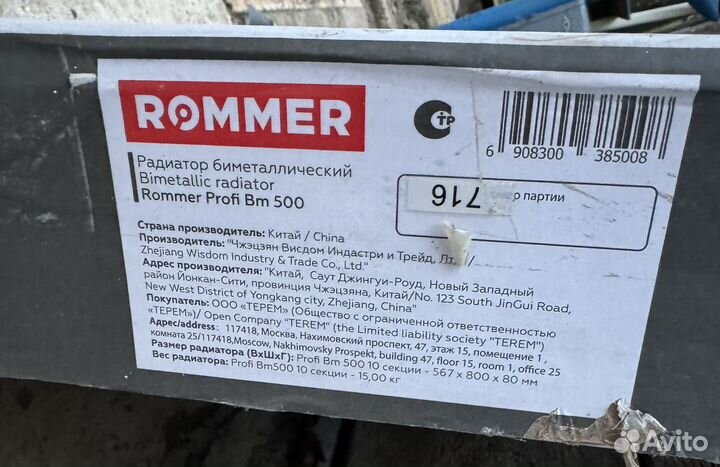 ROMMER
СТР
6 908300 385008
Радиатор биметаллический
Bimetallic radiator
Rommer Profi Bm 500
716 партии
Страна производитель: Китай / China
Производитель: "Чжэцзян Висдом Индастри и Трейд, Лтд"/
Zhejiang Wisdom Industry & Trade Co., Ltd."
Адрес производителя: "Китай, Саут Джингуи-Роуд, Новый Западный
район Йонкан-Сити, провинция Чжэцзяна, Китай/No. 123 South JinGui Road,
New West District of Yongkang city, Zhejiang, China"
Покупатель: ООО «ТЕРЕМ» (Общество с ограниченной ответственностью
«ТЕРЕМ»)/ Open Company "TEREM" (the Limited liability society "TEREM")
Адрес/address: 117418, Москва, Нахимовский проспект, 47, этаж 15, помещение 1,
комната 25/117418,Moscow, Nakhimovsky Prospekt, building 47, floor 15, room 1, office 25
Размер радиатора (ВхШхГ): Profi Bm 500 10 секции - 567 x 800 x 80 мм
Вес радиатора: Profi Bm500 10 секции - 15,00 кг
Avito